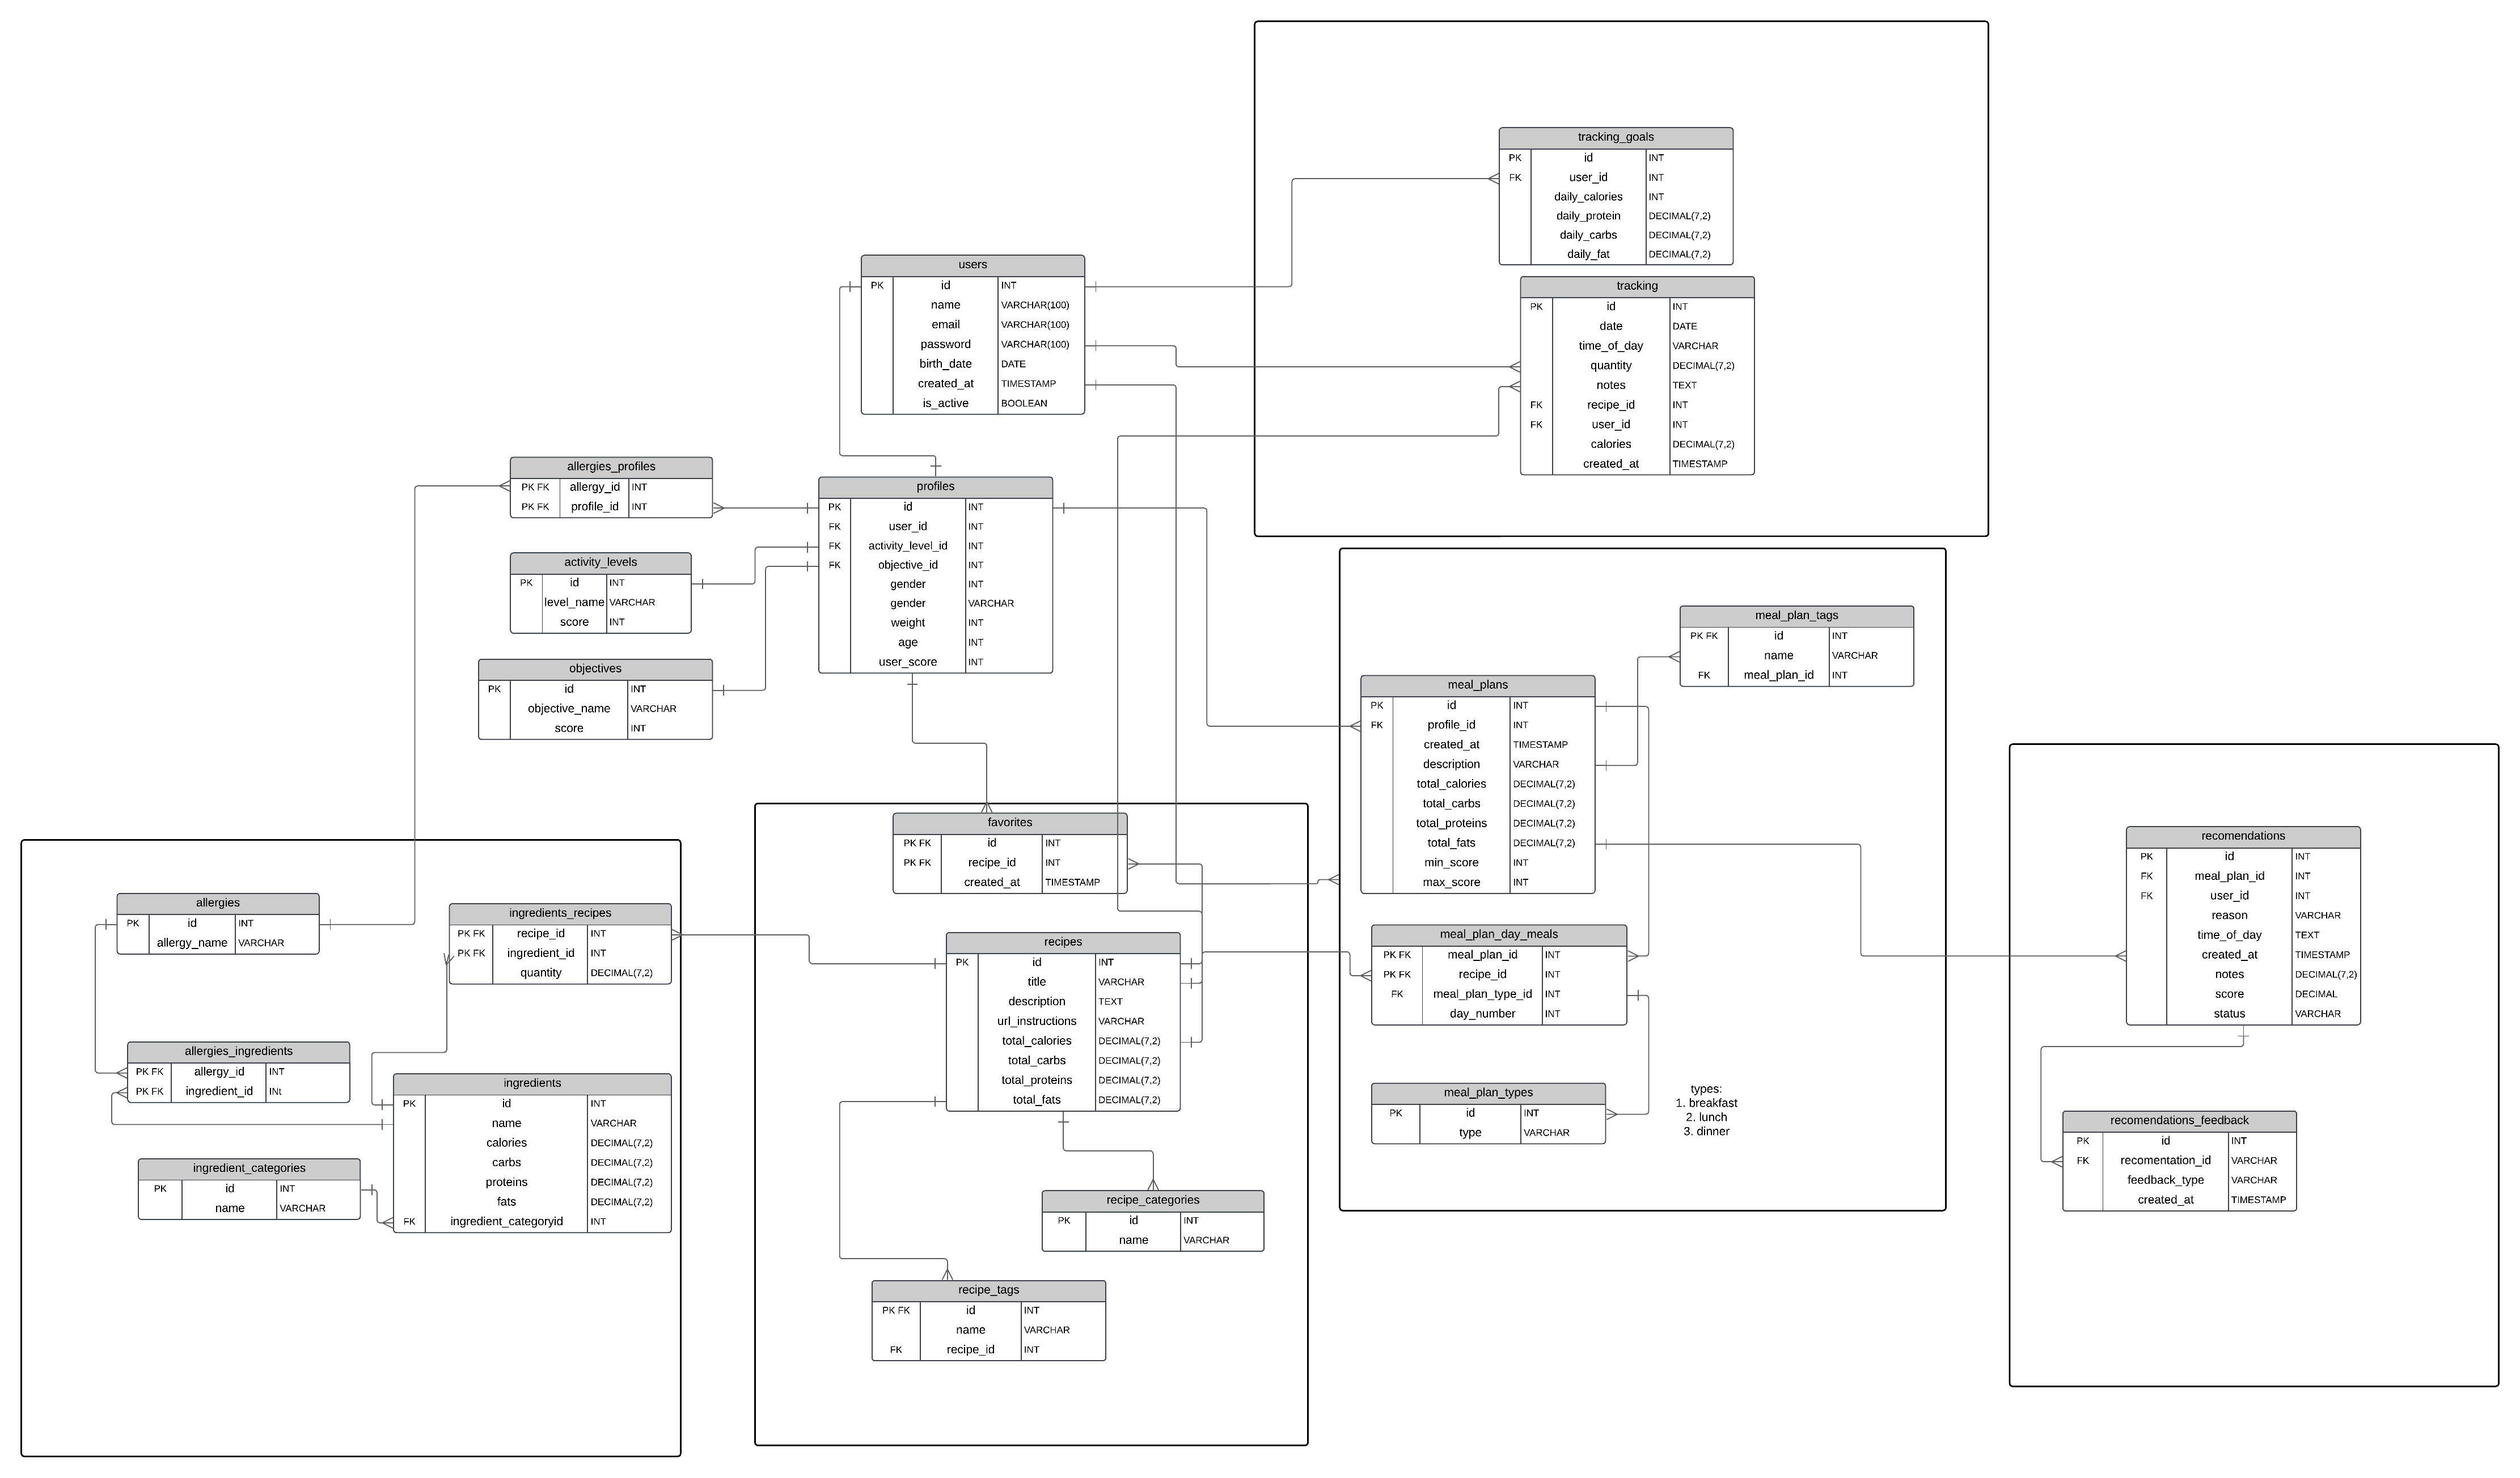 tracking_goals
PK id INT
FK user_id INT
daily_calories INT
daily_protein DECIMAL(7,2)
daily_carbs DECIMAL(7,2)
daily_fat DECIMAL(7,2)
users
PK id INT
name VARCHAR(100)
email VARCHAR(100)
password VARCHAR(100)
birth_date DATE
created_at TIMESTAMP
is_active BOOLEAN
tracking
PK id INT
date DATE
time_of_day VARCHAR
quantity DECIMAL(7,2)
notes TEXT
FK recipe_id INT
FK user_id INT
calories DECIMAL(7,2)
created_at TIMESTAMP
allergies_profiles
PK FK allergy_id INT
PK FK profile_id INT
profiles
PK id INT
FK user_id INT
FK activity_level_id INT
FK objective_id INT
gender INT
gender VARCHAR
weight INT
age INT
user_score INT
activity_levels
PK id INT
level_name VARCHAR
score INT
objectives
PK id INT
objective_name VARCHAR
score INT
meal_plan_tags
PK FK id INT
name VARCHAR
FK meal_plan_id INT
meal_plans
PK id INT
FK profile_id INT
created_at TIMESTAMP
description VARCHAR
total_calories DECIMAL(7,2)
total_carbs DECIMAL(7,2)
total_proteins DECIMAL(7,2)
total_fats DECIMAL(7,2)
min_score INT
max_score INT
favorites
PK FK id INT
PK FK recipe_id INT
created_at TIMESTAMP
recomendations
PK id INT
FK meal_plan_id INT
FK user_id INT
reason VARCHAR
time_of_day TEXT
created_at TIMESTAMP
notes DECIMAL(7,2)
score DECIMAL
status VARCHAR
allergies
PK id INT
allergy_name VARCHAR
ingredients_recipes
PK FK recipe_id INT
PK FK ingredient_id INT
quantity DECIMAL(7,2)
recipes
PK id INT
title VARCHAR
description TEXT
url_instructions VARCHAR
total_calories DECIMAL(7,2)
total_carbs DECIMAL(7,2)
total_proteins DECIMAL(7,2)
total_fats DECIMAL(7,2)
meal_plan_day_meals
PK FK meal_plan_id INT
PK FK recipe_id INT
FK meal_plan_type_id INT
day_number INT
allergies_ingredients
PK FK allergy_id INT
PK FK ingredient_id INt
ingredients
PK id INT
name VARCHAR
calories DECIMAL(7,2)
carbs DECIMAL(7,2)
proteins DECIMAL(7,2)
fats DECIMAL(7,2)
FK ingredient_categoryid INT
meal_plan_types
PK id INT
type VARCHAR
types:
1. breakfast
2. lunch
3. dinner
recomendations_feedback
PK id INT
FK recomentation_id VARCHAR
feedback_type VARCHAR
created_at TIMESTAMP
ingredient_categories
PK id INT
name VARCHAR
recipe_categories
PK id INT
name VARCHAR
recipe_tags
PK FK id INT
name VARCHAR
FK recipe_id INT